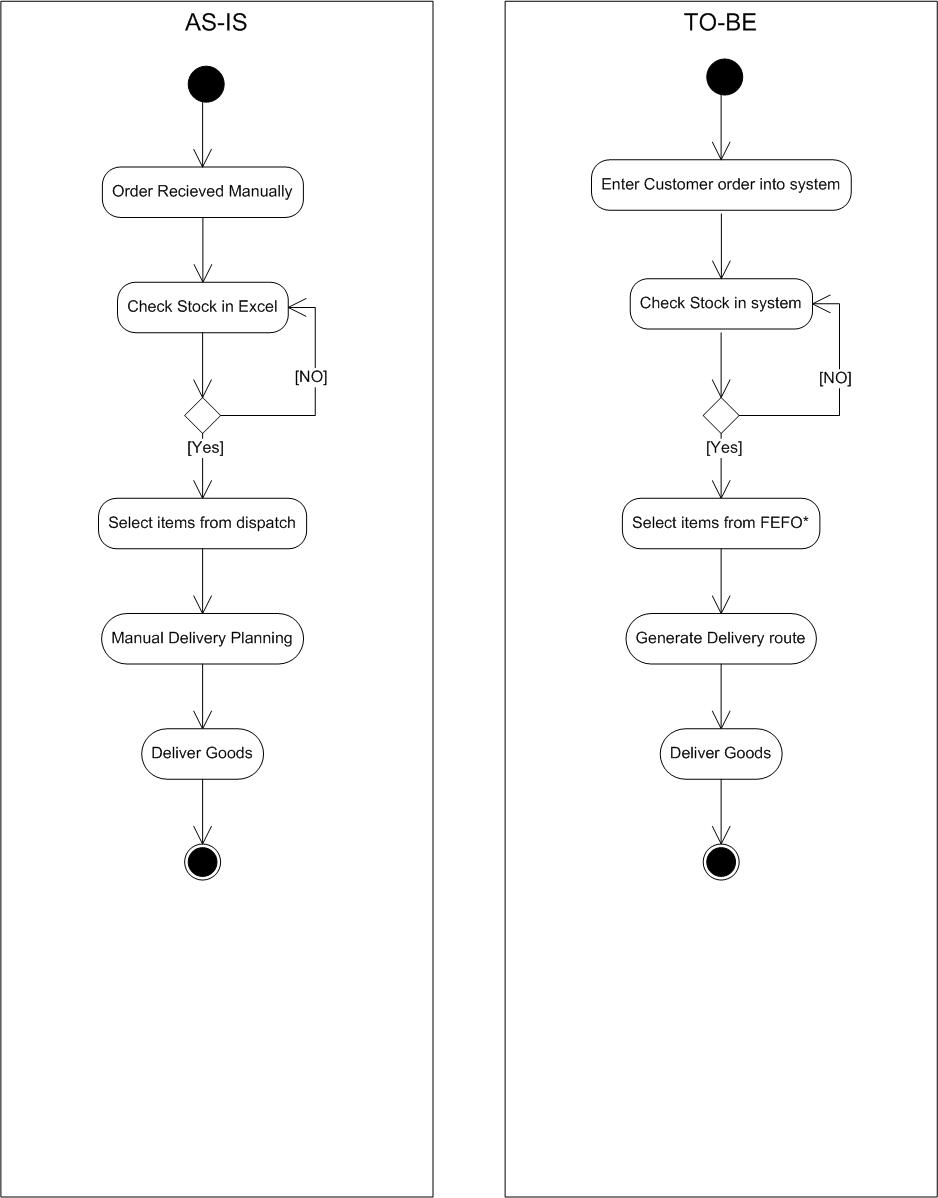 AS-IS
Order Recieved Manually
Check Stock in Excel
[NO]
[Yes]
Select items from dispatch
Manual Delivery Planning
Deliver Goods
TO-BE
Enter Customer order into system
Check Stock in system
[NO]
[Yes]
Select items from FEFO*
Generate Delivery route
Deliver Goods